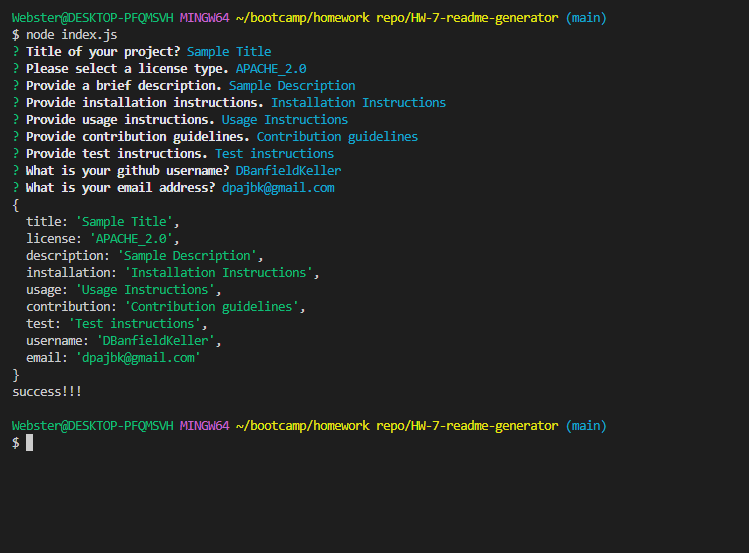 Webster@DESKTOP-PFQMSVH MINGW64 ~/bootcamp/homework repo/HW-7-readme-generator (main)
$ node index.js
? Title of your project? Sample Title
? Please select a license type. APACHE_2.0
? Provide a brief description. Sample Description
? Provide installation instructions. Installation Instructions
? Provide usage instructions. Usage Instructions
? Provide contribution guidelines. Contribution guidelines
? Provide test instructions. Test instructions
? What is your github username? DBanfieldKeller
? What is your email address? dpajbk@gmail.com
{
  title: 'Sample Title',
  license: 'APACHE_2.0',
  description: 'Sample Description',
  installation: 'Installation Instructions',
  usage: 'Usage Instructions',
  contribution: 'Contribution guidelines',
  test: 'Test instructions',
  username: 'DBanfieldKeller',
  email: 'dpajbk@gmail.com'
}
success!!!
Webster@DESKTOP-PFQMSVH MINGW64 ~/bootcamp/homework repo/HW-7-readme-generator (main)
$